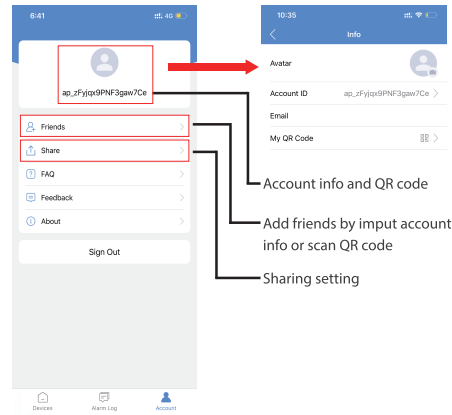 6:41
4G
ap_zFyjqx9PNF3gaw7Ce
Friends
Share
FAQ
Feedback
About
Sign Out
Devices
Alarm Log
Account
10:35
Info
Avatar
Account ID
ap_zFyjqx9PNF3gaw7Ce
Email
My QR Code
Account info and QR code
Add friends by imput account
info or scan QR code
Sharing setting